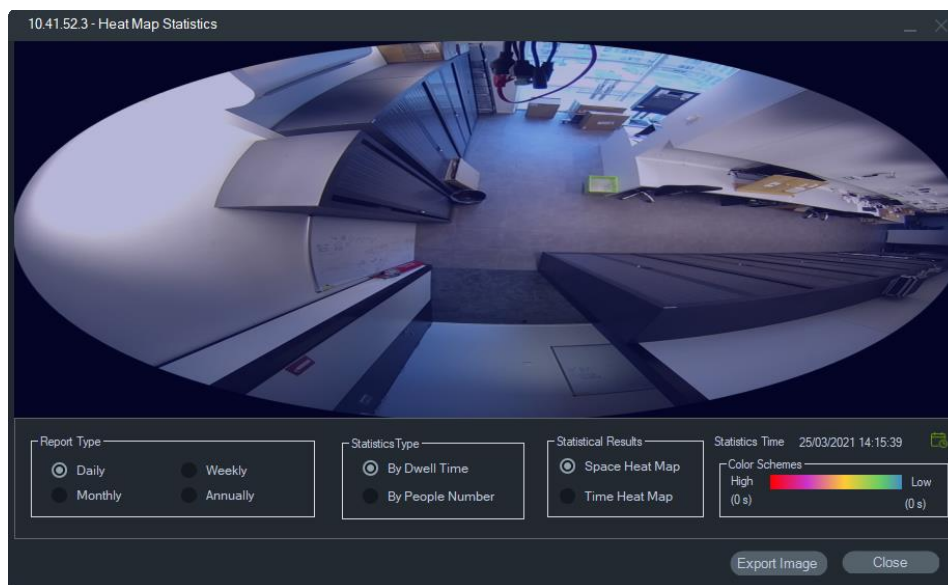 10.41.52.3 - Heat Map Statistics
Report Type
Daily
Weekly
Monthly
Annually
StatisticsType
By Dwell Time
By People Number
Statistical Results
Space Heat Map
Time Heat Map
Statistics Time 25/03/2021 14:15:39
Color Schemes
High
Low
(0 s)
(0 s)
Export Image
Close